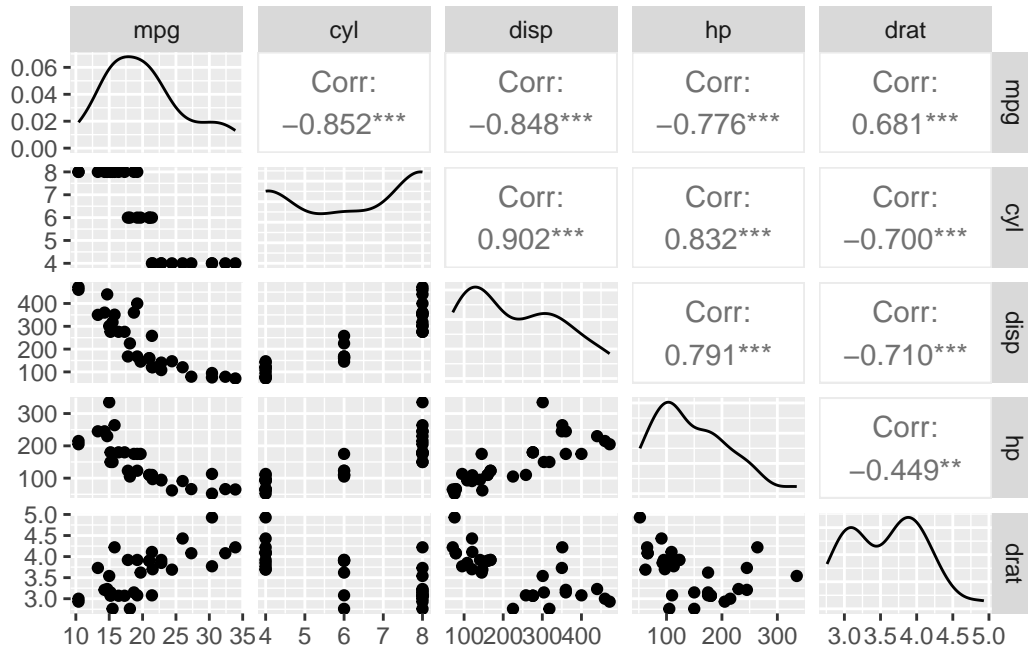 mpg cyl disp hp drat
0.06
0.04
0.02
0.00
Corr:
−0.852***
Corr:
−0.848***
Corr:
−0.776***
Corr:
0.681***
mpg
8
7
6
5
4
Corr:
0.902***
Corr:
0.832***
Corr:
−0.700***
cyl
400
300
200
100
Corr:
0.791***
Corr:
−0.710***
disp
300
200
100
Corr:
−0.449**
hp
5.0
4.5
4.0
3.5
3.0
drat
10 15 20 25 30 35 4 5 6 7 8 100 200 300 400 100 200 300 3.0 3.5 4.0 4.5 5.0